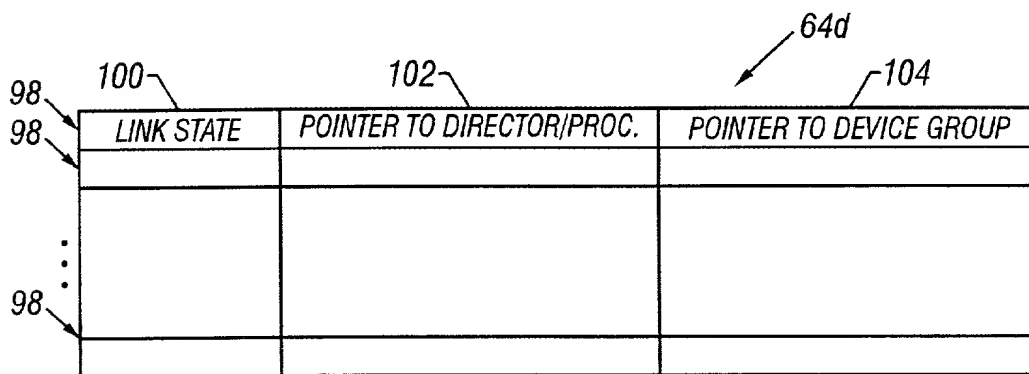 64d
100 102 104
98 LINK STATE POINTER TO DIRECTOR/PROC. POINTER TO DEVICE GROUP
98
98